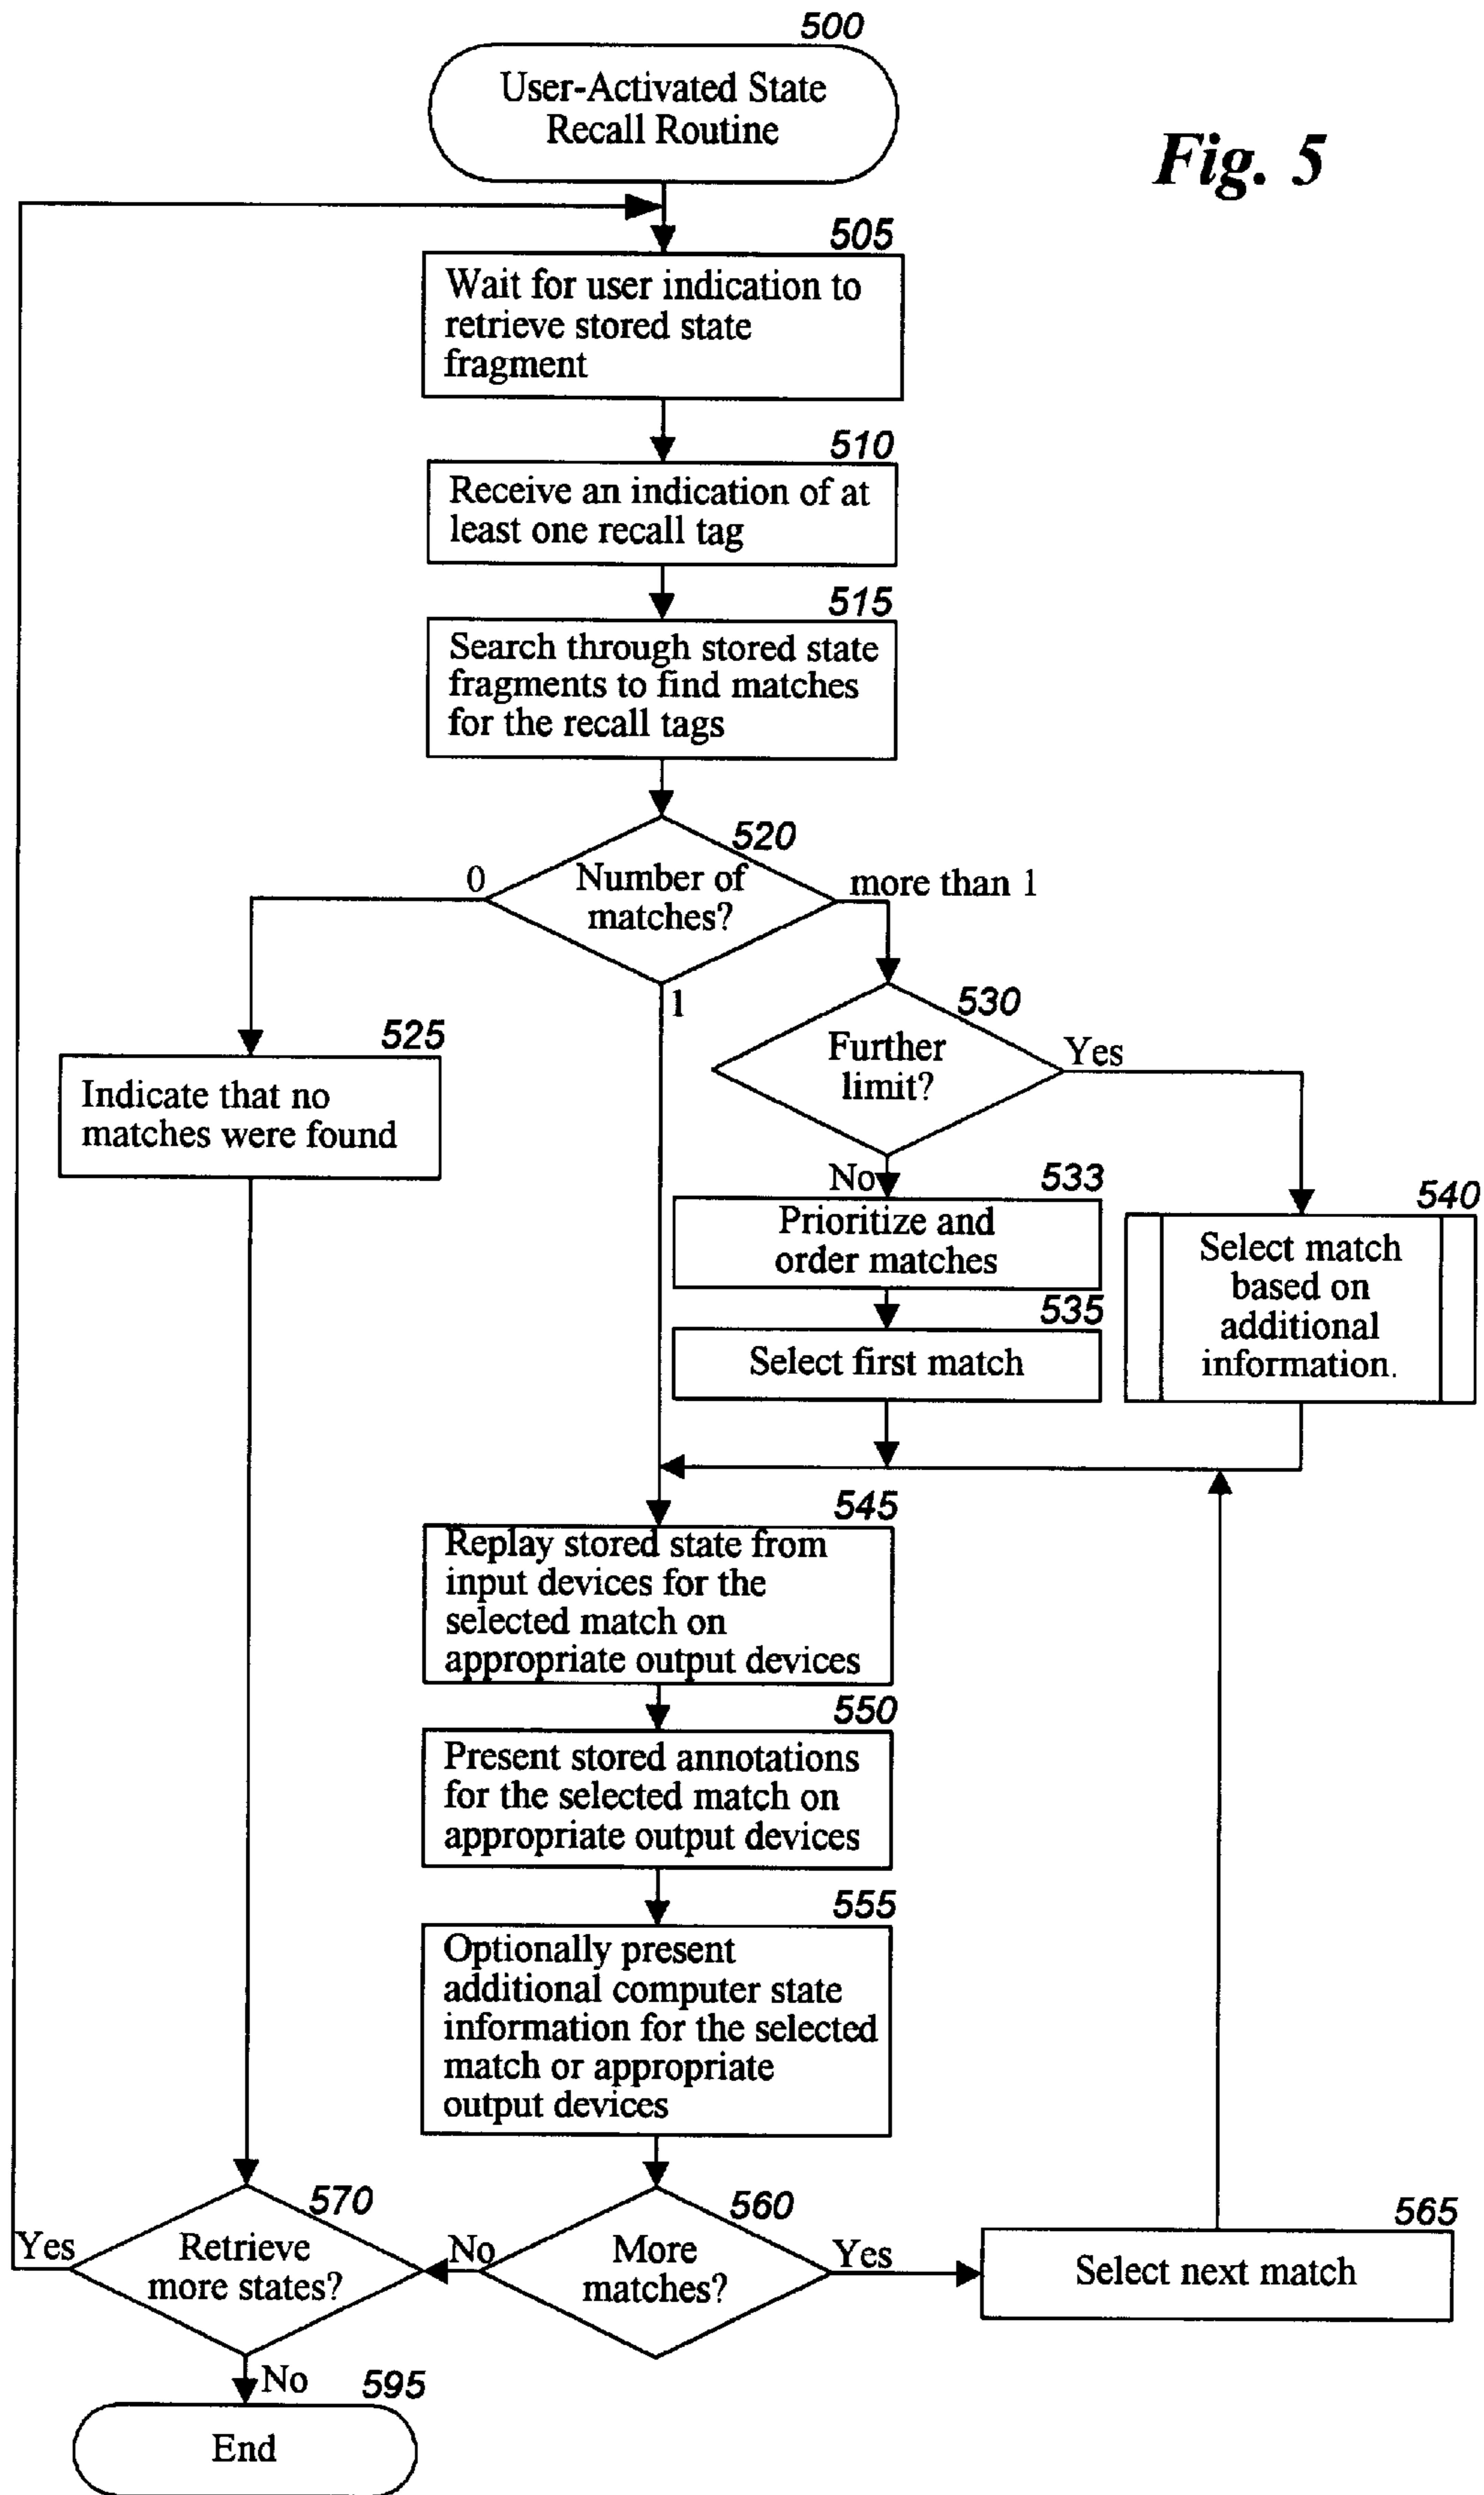 500
User-Activated State
Recall Routine
Fig. 5
505
Wait for user indication to
retrieve stored state
fragment
510
Receive an indication of at
least one recall tag
515
Search through stored state
fragments to find matches
for the recall tags
520
Number of
matches?
0
more than 1
1
530
Further
limit?
Yes
No
525
Indicate that no
matches were found
533
Prioritize and
order matches
535
Select first match
540
Select match
based on
additional
information.
545
Replay stored state from
input devices for the
selected match on
appropriate output devices
550
Present stored annotations
for the selected match on
appropriate output devices
555
Optionally present
additional computer state
information for the selected
match or appropriate
output devices
560
More
matches?
Yes
No
565
Select next match
570
Retrieve
more states?
Yes
No
595
End